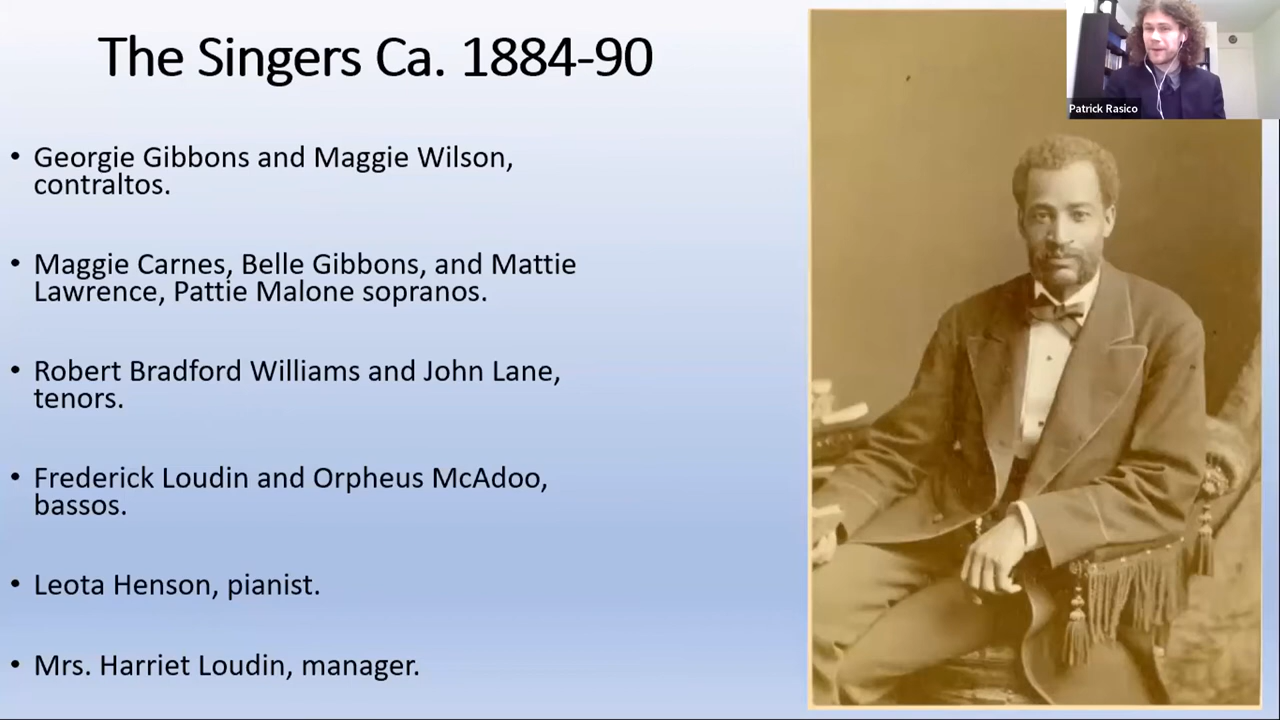 The Singers Ca. 1884-90
• Georgie Gibbons and Maggie Wilson,
contraltos.
• Maggie Carnes, Belle Gibbons, and Mattie
Lawrence, Pattie Malone sopranos.
• Robert Bradford Williams and John Lane,
tenors.
• Frederick Loudin and Orpheus McAdoo,
bassos.
• Leota Henson, pianist.
• Mrs. Harriet Loudin, manager.
Patrick Rasico